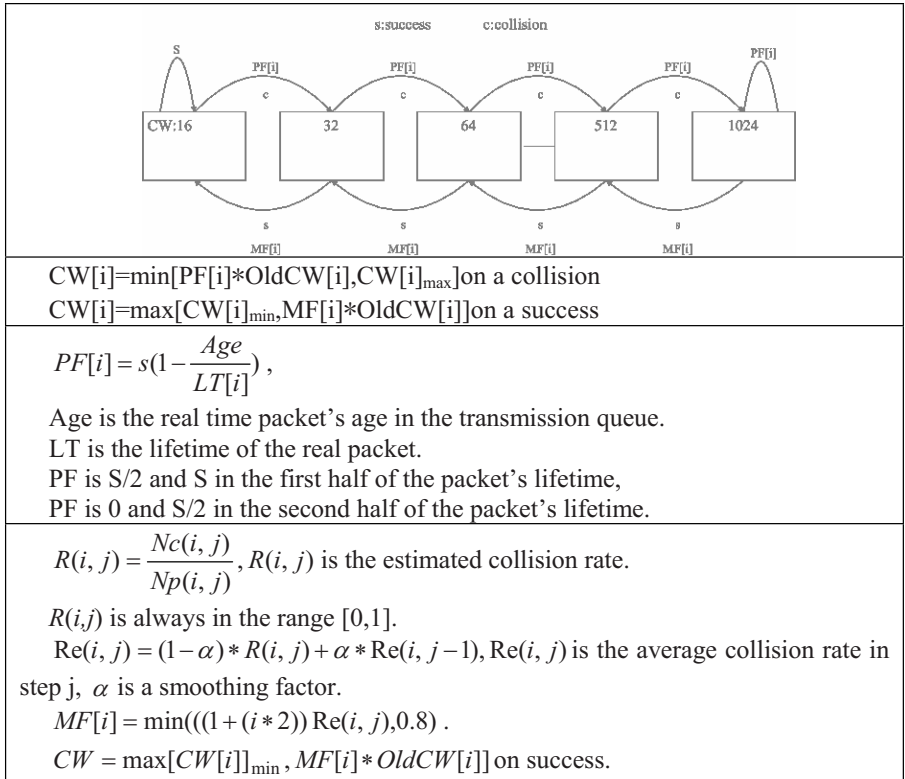 s:success c:collision
S PF[i] PF[i] PF[i] PF[i] PF[i]
c c c c
CW:16 32 64 512 1024
s s s s
MF[i] MF[i] MF[i] MF[i]
CW[i]=min[PF[i]*OldCW[i],CW[i]max]on a collision
CW[i]=max[CW[i]min,MF[i]*OldCW[i]]on a success
PF[i] = s(1 − Age/LT[i]) ,
Age is the real time packet's age in the transmission queue.
LT is the lifetime of the real packet.
PF is S/2 and S in the first half of the packet's lifetime,
PF is 0 and S/2 in the second half of the packet's lifetime.
R(i, j) = Nc(i, j)/Np(i, j) , R(i, j) is the estimated collision rate.
R(i,j) is always in the range [0,1].
Re(i, j) = (1−α) * R(i, j) + α * Re(i, j −1), Re(i, j) is the average collision rate in
step j, α is a smoothing factor.
MF[i] = min(((1+(i*2)) Re(i, j),0.8) .
CW = max[CW[i]]min , MF[i]* OldCW[i]] on success.